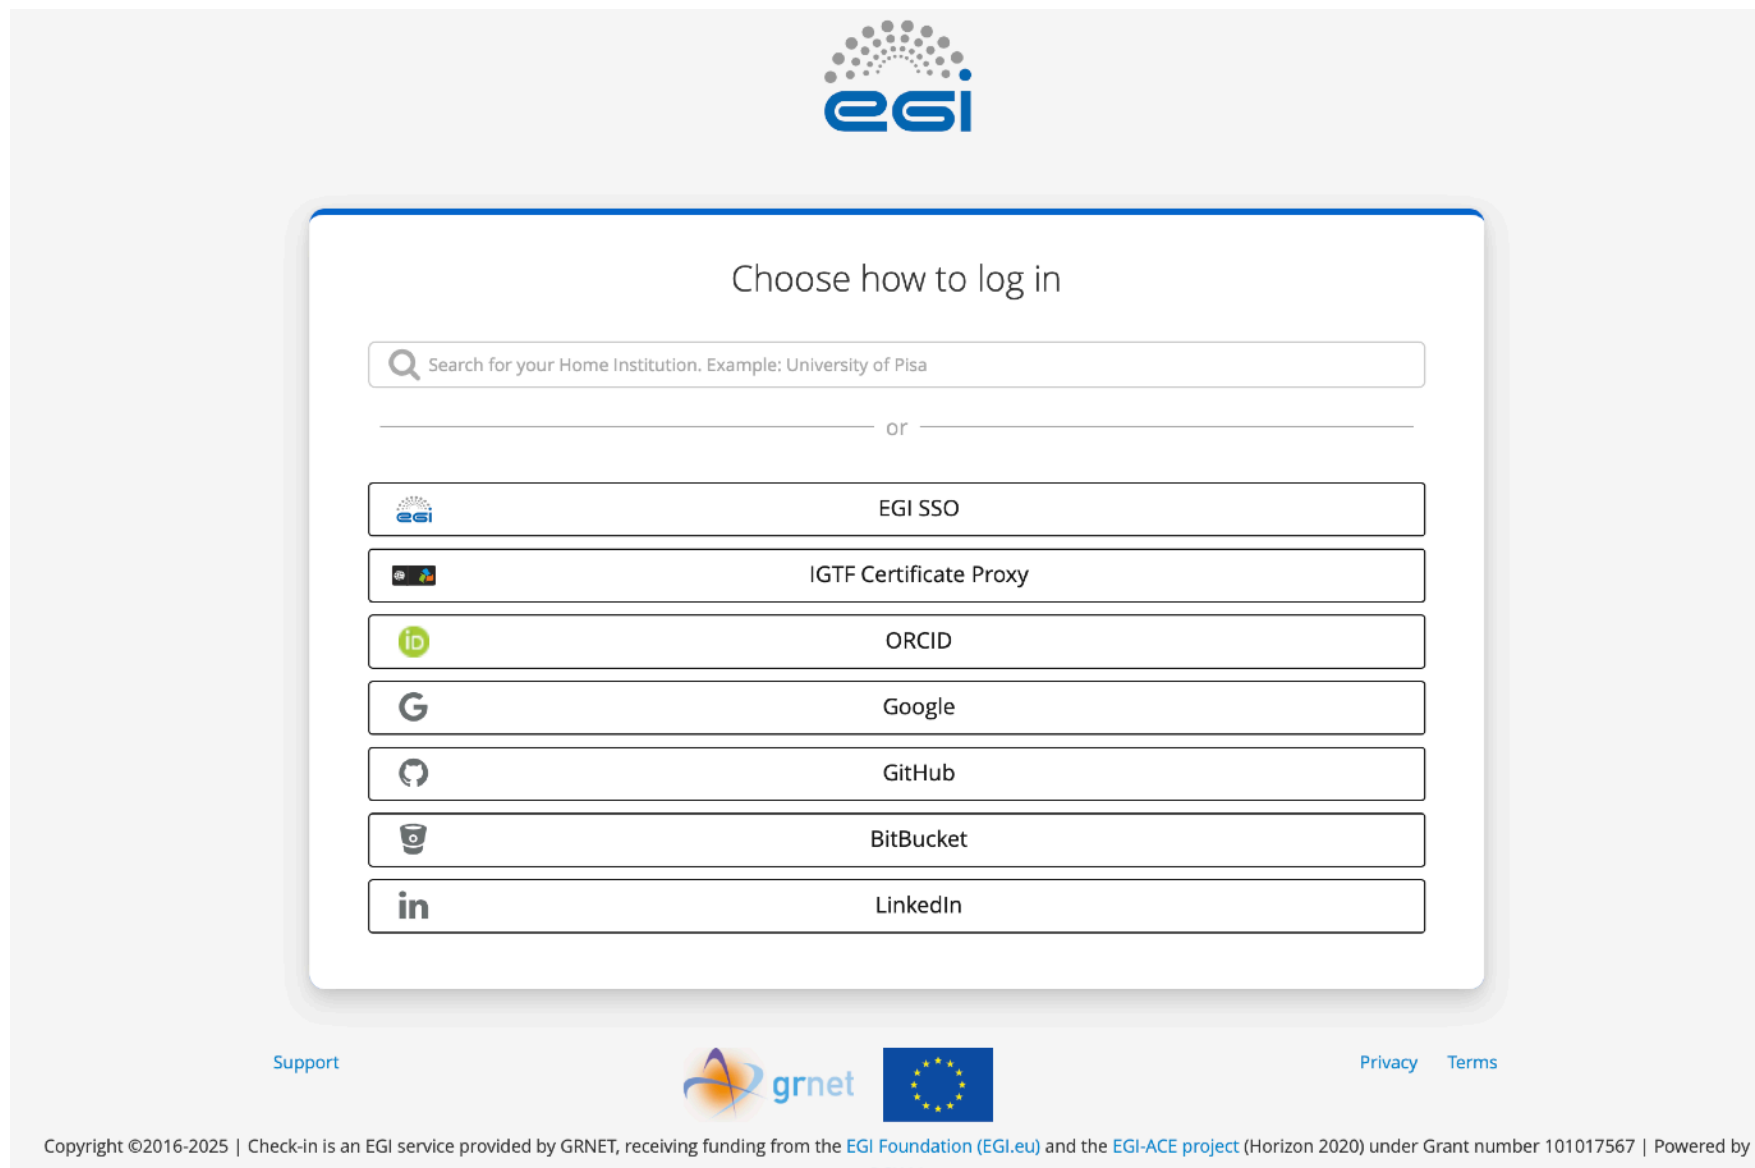 egi
Choose how to log in
Search for your Home Institution. Example: University of Pisa
or
egi EGI SSO
IGTF Certificate Proxy
iD ORCID
G Google
GitHub
BitBucket
in LinkedIn
Support
grnet
Privacy Terms
Copyright ©2016-2025 | Check-in is an EGI service provided by GRNET, receiving funding from the EGI Foundation (EGI.eu) and the EGI-ACE project (Horizon 2020) under Grant number 101017567 | Powered by